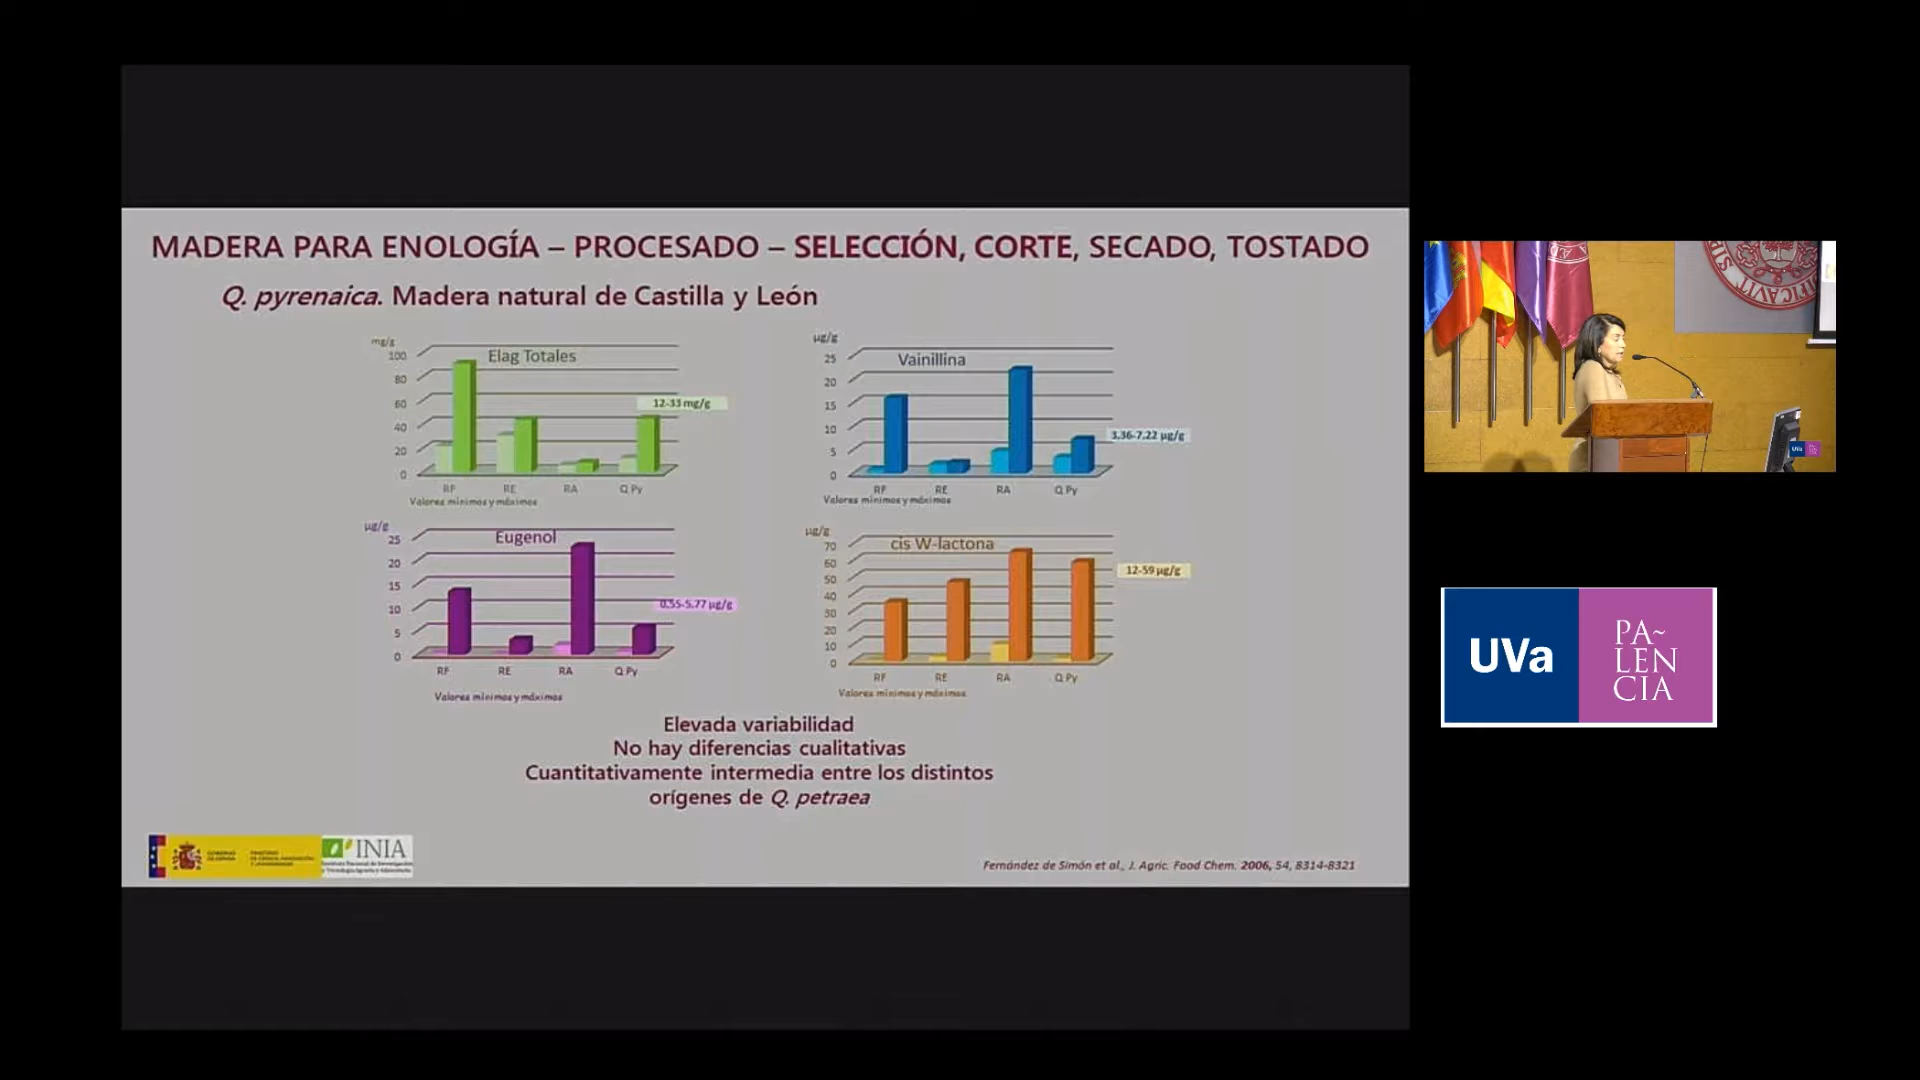 MADERA PARA ENOLOGÍA – PROCESADO – SELECCIÓN, CORTE, SECADO, TOSTADO
Q. pyrenaica. Madera natural de Castilla y León
mg/g
Elag Totales
100
80
60
40
20
0
12-33 mg/g
RF RE RA Q Py
Valores mínimos y máximos
µg/g
Vainillina
25
20
15
10
5
0
3,36-7,22 µg/g
RF RE RA Q Py
Valores mínimos y máximos
µg/g
Eugenol
25
20
15
10
5
0
0,55-5,77 µg/g
RF RE RA Q Py
Valores mínimos y máximos
µg/g
cis W-lactona
70
60
50
40
30
20
10
0
12-59 µg/g
RF RE RA Q Py
Valores mínimos y máximos
Elevada variabilidad
No hay diferencias cualitativas
Cuantitativamente intermedia entre los distintos
orígenes de Q. petraea
INIA
Fernández de Simón et al., J. Agric. Food Chem. 2006, 54, 8314-8321
UVa
PA~
LEN
CIA